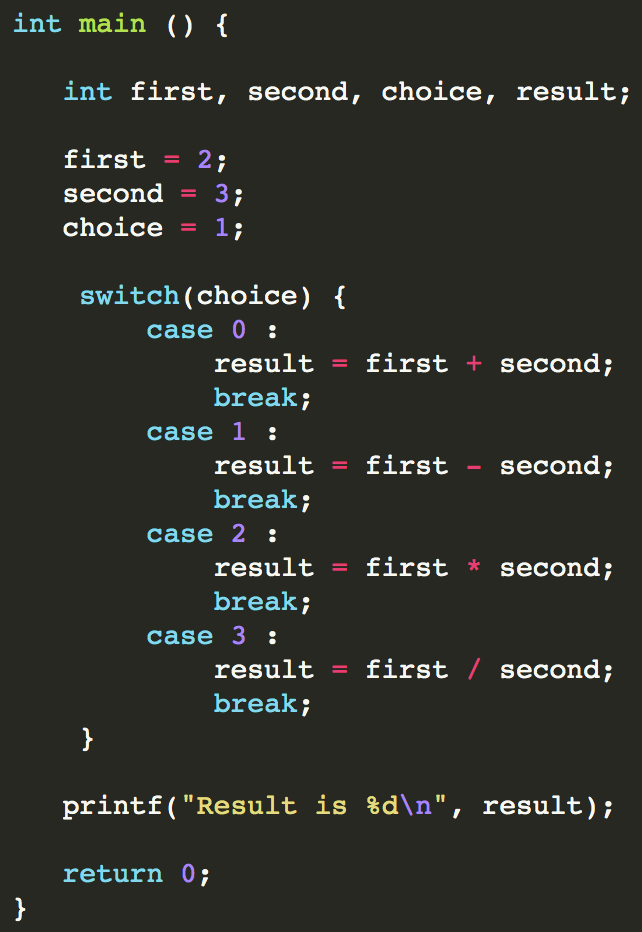 int main () {
int first, second, choice, result;
first = 2;
second = 3;
choice = 1;
switch(choice) {
case 0 :
result = first + second;
break;
case 1 :
result = first - second;
break;
case 2 :
result = first * second;
break;
case 3 :
result = first / second;
break;
}
printf("Result is %d\n", result);
return 0;
}